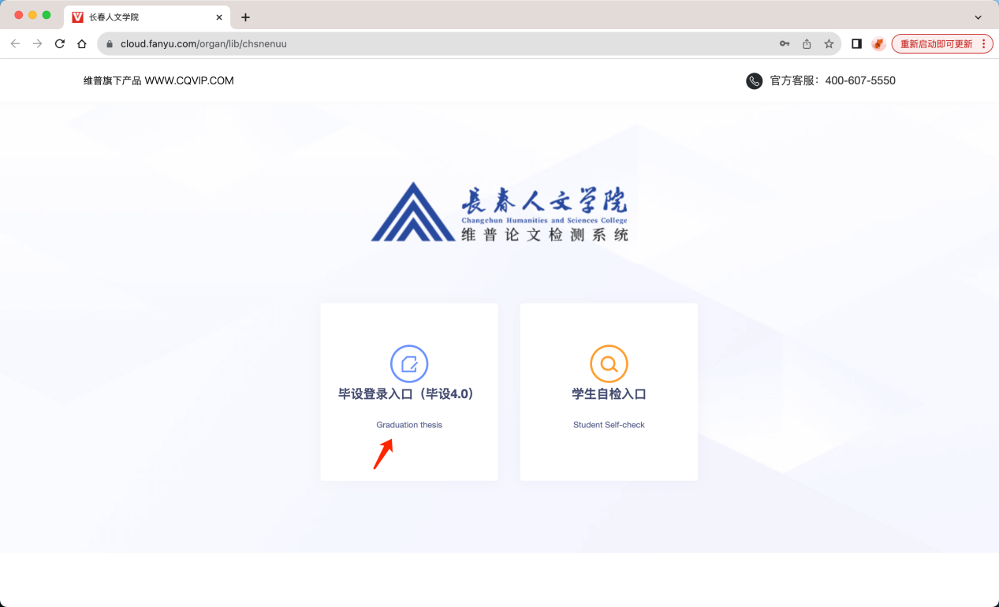 长春人文学院
cloud.fanyu.com/organ/lib/chsnenuu
重新启动即可更新
维普旗下产品 WWW.CQVIP.COM
官方客服：400-607-5550
長春人文学院
Changchun Humanities and Sciences College
维普论文检测系统
毕设登录入口（毕设4.0）
Graduation thesis
学生自检入口
Student Self-check